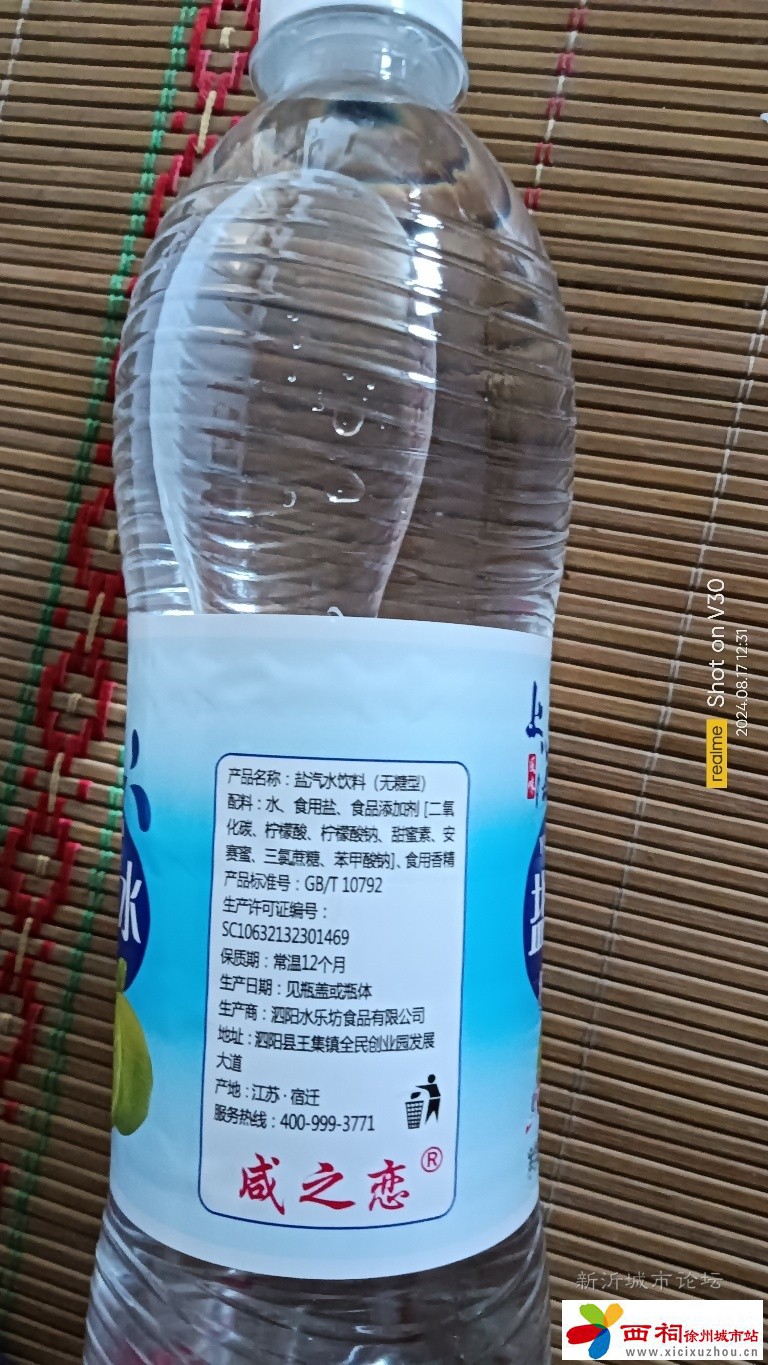 产品名称：盐汽水饮料（无糖型）
配料：水、食用盐、食品添加剂[二氧
化碳、柠檬酸、柠檬酸钠、甜蜜素、安
赛蜜、三氯蔗糖、苯甲酸钠]、食用香精
产品标准号：GB/T 10792
生产许可证编号：
SC10632132301469
保质期：常温12个月
生产日期：见瓶盖或瓶体
生产商：泗阳水乐坊食品有限公司
地址：泗阳县王集镇全民创业园发展
大道
产地：江苏·宿迁
服务热线：400-999-3771
咸之恋®
水
盐
realme Shot on V30
2024.08.17 12:31
新沂城市论坛
西祠徐州城市站
www.xicixuzhou.cn